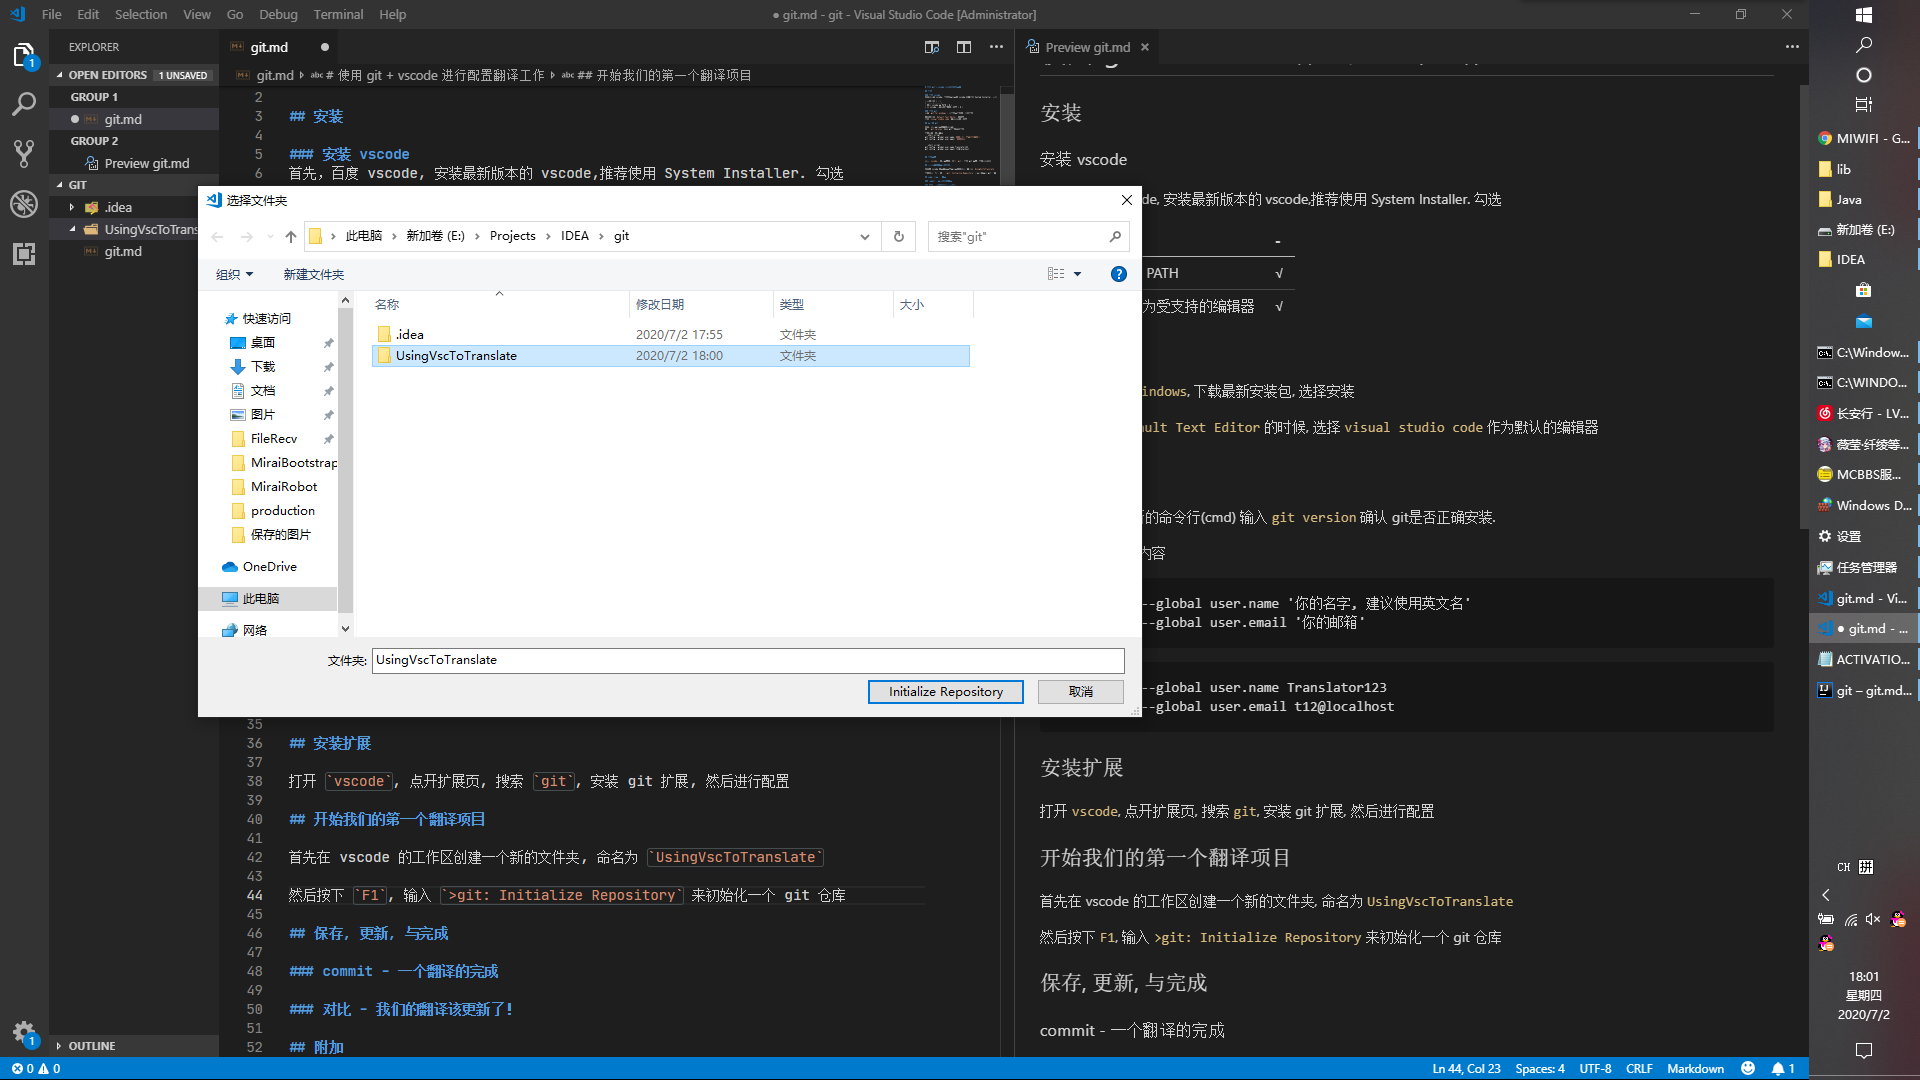 File Edit Selection View Go Debug Terminal Help
● git.md - git - Visual Studio Code [Administrator]
EXPLORER
OPEN EDITORS 1 UNSAVED
GROUP 1
git.md
GROUP 2
Preview git.md
GIT
.idea
UsingVscToTrans
git.md
OUTLINE
git.md
git.md › # 使用 git + vscode 进行配置翻译工作 › ## 开始我们的第一个翻译项目
2
3 ## 安装
4
5 ### 安装 vscode
6 首先, 百度 vscode, 安装最新版本的 vscode,推荐使用 System Installer. 勾选
选择文件夹
此电脑 › 新加卷 (E:) › Projects › IDEA › git
搜索"git"
组织 新建文件夹
名称 修改日期 类型 大小
.idea 2020/7/2 17:55 文件夹
UsingVscToTranslate 2020/7/2 18:00 文件夹
快速访问
桌面
下载
文档
图片
FileRecv
MiraiBootstrap
MiraiRobot
production
保存的图片
OneDrive
此电脑
网络
文件夹: UsingVscToTranslate
Initialize Repository 取消
35
36 ## 安装扩展
37
38 打开 `vscode`, 点开扩展页, 搜索 `git`, 安装 git 扩展, 然后进行配置
39
40 ## 开始我们的第一个翻译项目
41
42 首先在 vscode 的工作区创建一个新的文件夹, 命名为 `UsingVscToTranslate`
43
44 然后按下 `F1`, 输入 `>git: Initialize Repository` 来初始化一个 git 仓库
45
46 ## 保存, 更新, 与完成
47
48 ### commit - 一个翻译的完成
49
50 ### 对比 - 我们的翻译该更新了!
51
52 ## 附加
Preview git.md
安装
安装 vscode
de, 安装最新版本的 vscode,推荐使用 System Installer. 勾选
-
PATH √
为受支持的编辑器 √
indows, 下载最新安装包, 选择安装
ult Text Editor 的时候, 选择 visual studio code 作为默认的编辑器
的命令行(cmd) 输入 git version 确认 git是否正确安装.
内容
--global user.name '你的名字, 建议使用英文名'
--global user.email '你的邮箱'
--global user.name Translator123
--global user.email t12@localhost
安装扩展
打开 vscode, 点开扩展页, 搜索 git, 安装 git 扩展, 然后进行配置
开始我们的第一个翻译项目
首先在 vscode 的工作区创建一个新的文件夹, 命名为 UsingVscToTranslate
然后按下 F1, 输入 >git: Initialize Repository 来初始化一个 git 仓库
保存, 更新, 与完成
commit - 一个翻译的完成
0 0
Ln 44, Col 23 Spaces: 4 UTF-8 CRLF Markdown 1
MIWIFI - G...
lib
Java
新加卷 (E:)
IDEA
C:\Window...
C:\WINDO...
长安行 - LV...
薇莹·纤绫等...
MCBBS服...
Windows D...
设置
任务管理器
git.md - Vi...
● git.md - ...
ACTIVATIO...
git – git.md...
CH 拼
18:01
星期四
2020/7/2